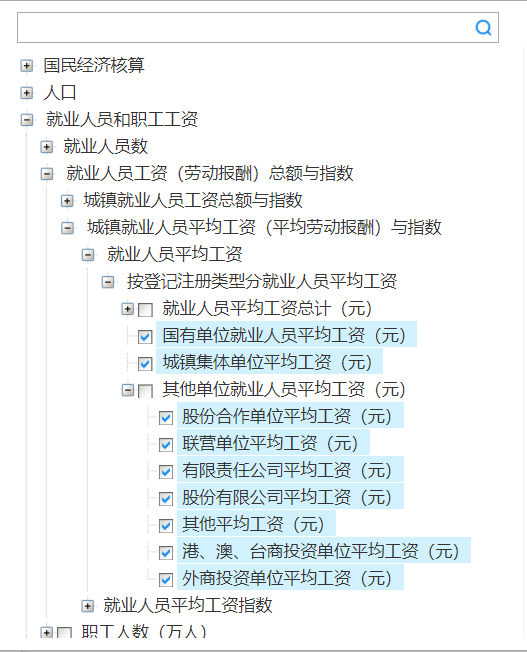 国民经济核算
人口
就业人员和职工工资
就业人员数
就业人员工资（劳动报酬）总额与指数
城镇就业人员工资总额与指数
城镇就业人员平均工资（平均劳动报酬）与指数
就业人员平均工资
按登记注册类型分就业人员平均工资
就业人员平均工资总计（元）
国有单位就业人员平均工资（元）
城镇集体单位平均工资（元）
其他单位就业人员平均工资（元）
股份合作单位平均工资（元）
联营单位平均工资（元）
有限责任公司平均工资（元）
股份有限公司平均工资（元）
其他平均工资（元）
港、澳、台商投资单位平均工资（元）
外商投资单位平均工资（元）
就业人员平均工资指数
职工人数（万人）